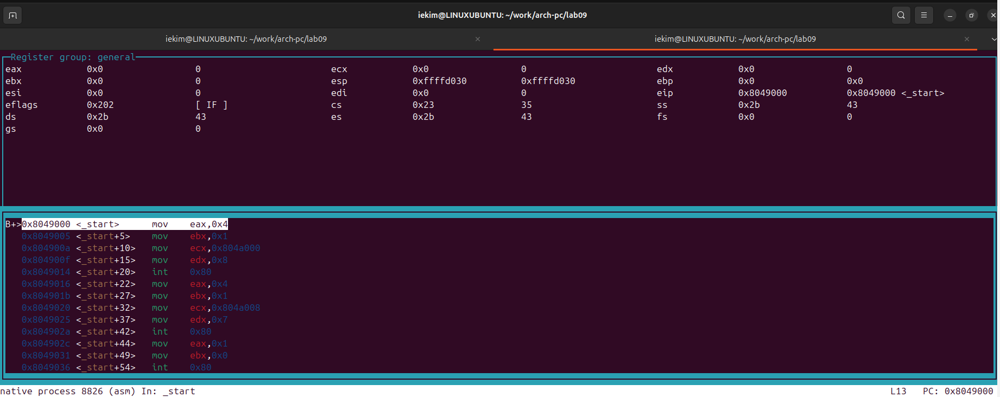 iekim@LINUXUBUNTU: ~/work/arch-pc/lab09
iekim@LINUXUBUNTU: ~/work/arch-pc/lab09 iekim@LINUXUBUNTU: ~/work/arch-pc/lab09
Register group: general
eax 0x0 0 ecx 0x0 0 edx 0x0 0
ebx 0x0 0 esp 0xffffd030 0xffffd030 ebp 0x0 0x0
esi 0x0 0 edi 0x0 0 eip 0x8049000 0x8049000 <_start>
eflags 0x202 [ IF ] cs 0x23 35 ss 0x2b 43
ds 0x2b 43 es 0x2b 43 fs 0x0 0
gs 0x0 0
B+>0x8049000 <_start> mov eax,0x4
0x8049005 <_start+5> mov ebx,0x1
0x804900a <_start+10> mov ecx,0x804a000
0x804900f <_start+15> mov edx,0x8
0x8049014 <_start+20> int 0x80
0x8049016 <_start+22> mov eax,0x4
0x804901b <_start+27> mov ebx,0x1
0x8049020 <_start+32> mov ecx,0x804a008
0x8049025 <_start+37> mov edx,0x7
0x804902a <_start+42> int 0x80
0x804902c <_start+44> mov eax,0x1
0x8049031 <_start+49> mov ebx,0x0
0x8049036 <_start+54> int 0x80
native process 8826 (asm) In: _start L13 PC: 0x8049000